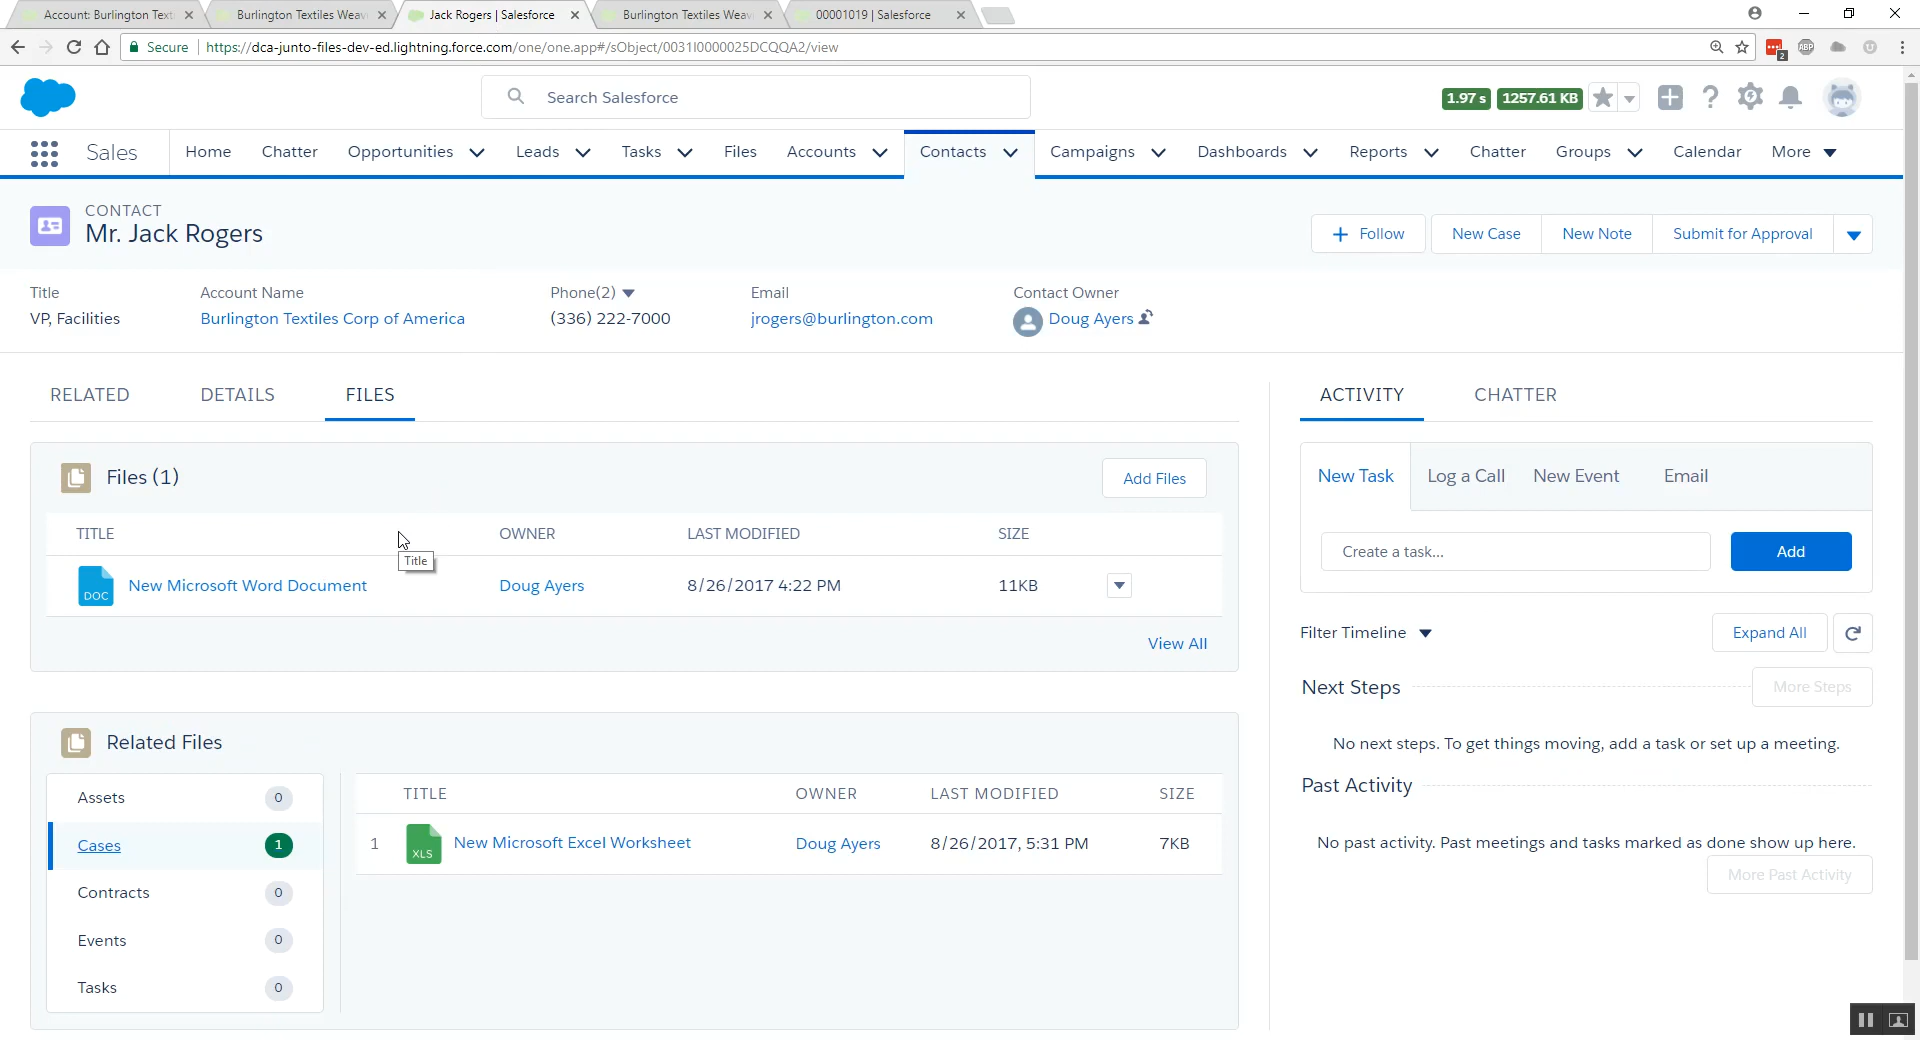 Account: Burlington Text
Burlington Textiles Weav
Jack Rogers | Salesforce
Burlington Textiles Weav
00001019 | Salesforce
Secure
https://dca-junto-files-dev-ed.lightning.force.com/one/one.app#/sObject/0031I0000025DCQQA2/view
2
ABP
Search Salesforce
1.97 s
1257.61 KB
Sales
Home
Chatter
Opportunities
Leads
Tasks
Files
Accounts
Contacts
Campaigns
Dashboards
Reports
Chatter
Groups
Calendar
More
CONTACT
Mr. Jack Rogers
Follow
New Case
New Note
Submit for Approval
Title
Account Name
Phone(2)
Email
Contact Owner
VP, Facilities
Burlington Textiles Corp of America
(336) 222-7000
jrogers@burlington.com
Doug Ayers
RELATED
DETAILS
FILES
ACTIVITY
CHATTER
Files (1)
Add Files
TITLE
OWNER
LAST MODIFIED
SIZE
Title
DOC
New Microsoft Word Document
Doug Ayers
8/26/2017 4:22 PM
11KB
View All
New Task
Log a Call
New Event
Email
Create a task...
Add
Filter Timeline
Expand All
Next Steps
More Steps
No next steps. To get things moving, add a task or set up a meeting.
Past Activity
No past activity. Past meetings and tasks marked as done show up here.
More Past Activity
Related Files
Assets 0
Cases 1
Contracts 0
Events 0
Tasks 0
TITLE
OWNER
LAST MODIFIED
SIZE
1
XLS
New Microsoft Excel Worksheet
Doug Ayers
8/26/2017, 5:31 PM
7KB